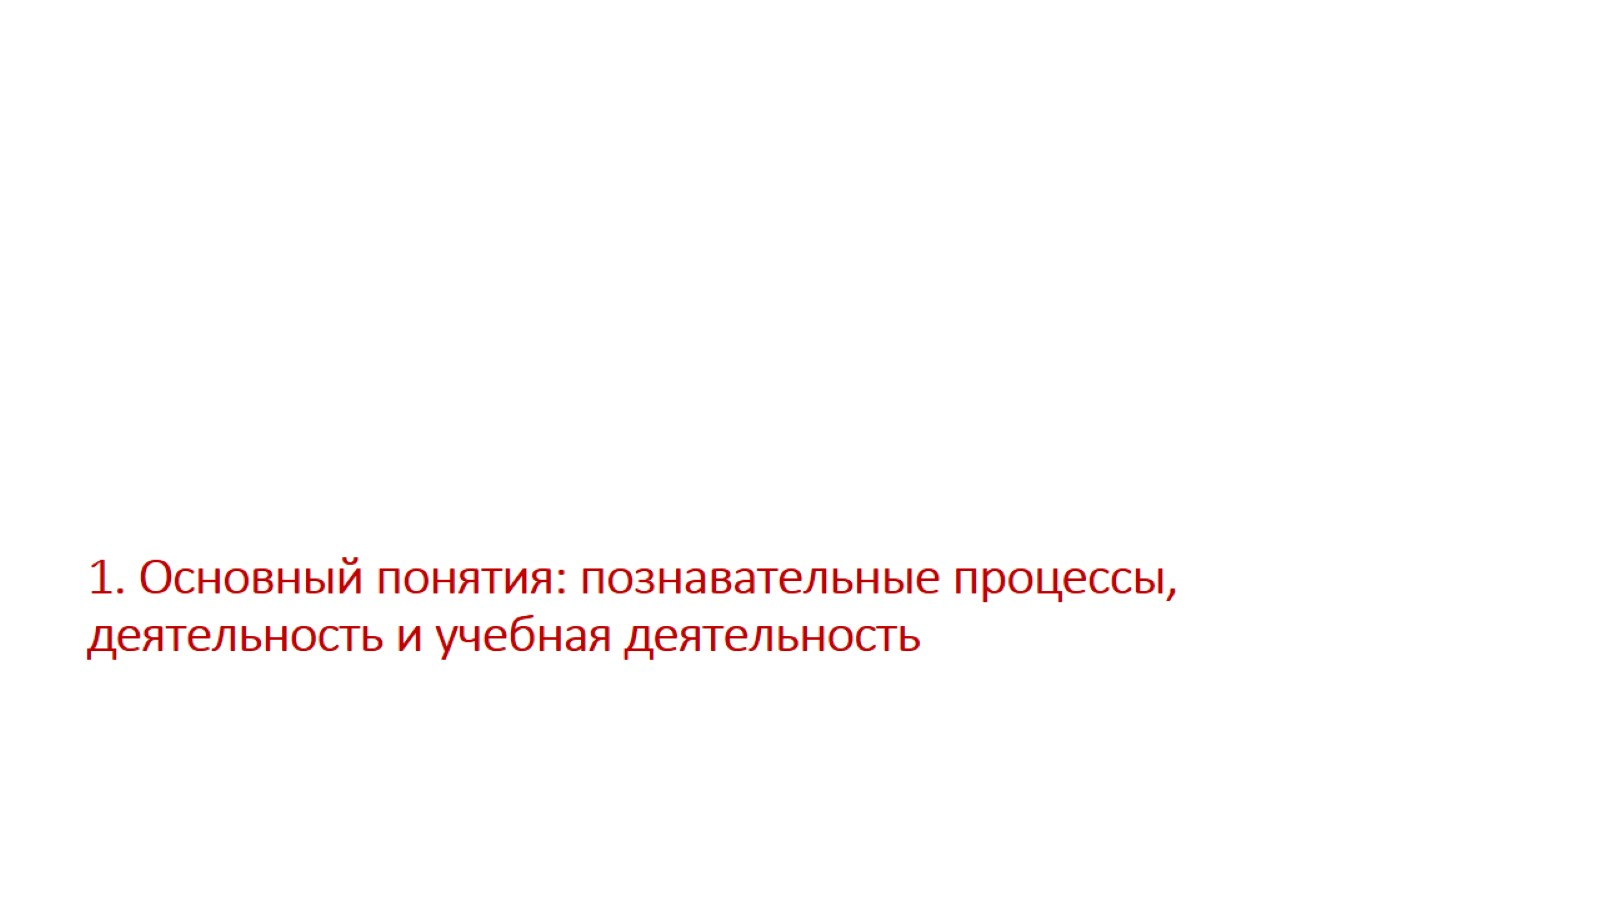 1. Основный понятия: познавательные процессы,
деятельность и учебная деятельность